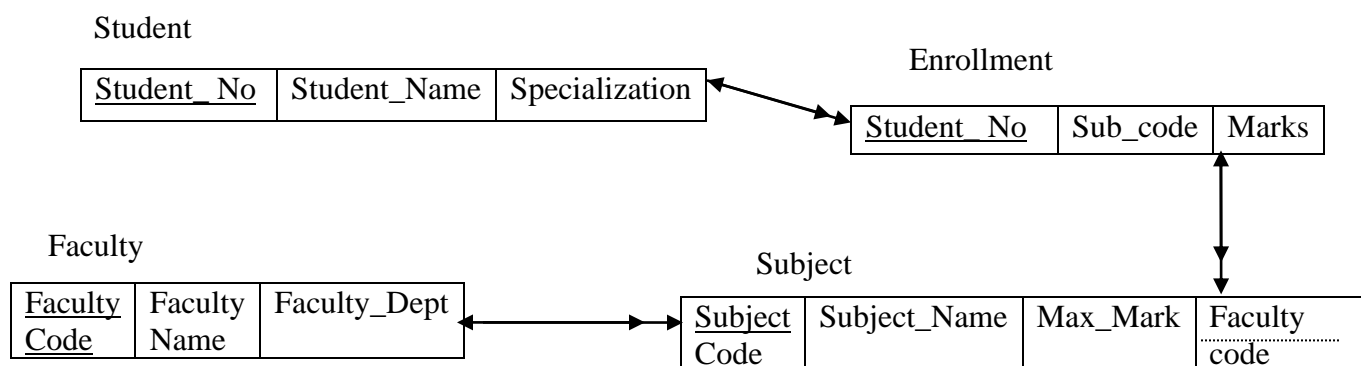 Student
Student_ No Student_Name Specialization
Enrollment
Student_ No Sub_code Marks
Faculty
Faculty Code Faculty Name Faculty_Dept
Subject
Subject Code Subject_Name Max_Mark Faculty code